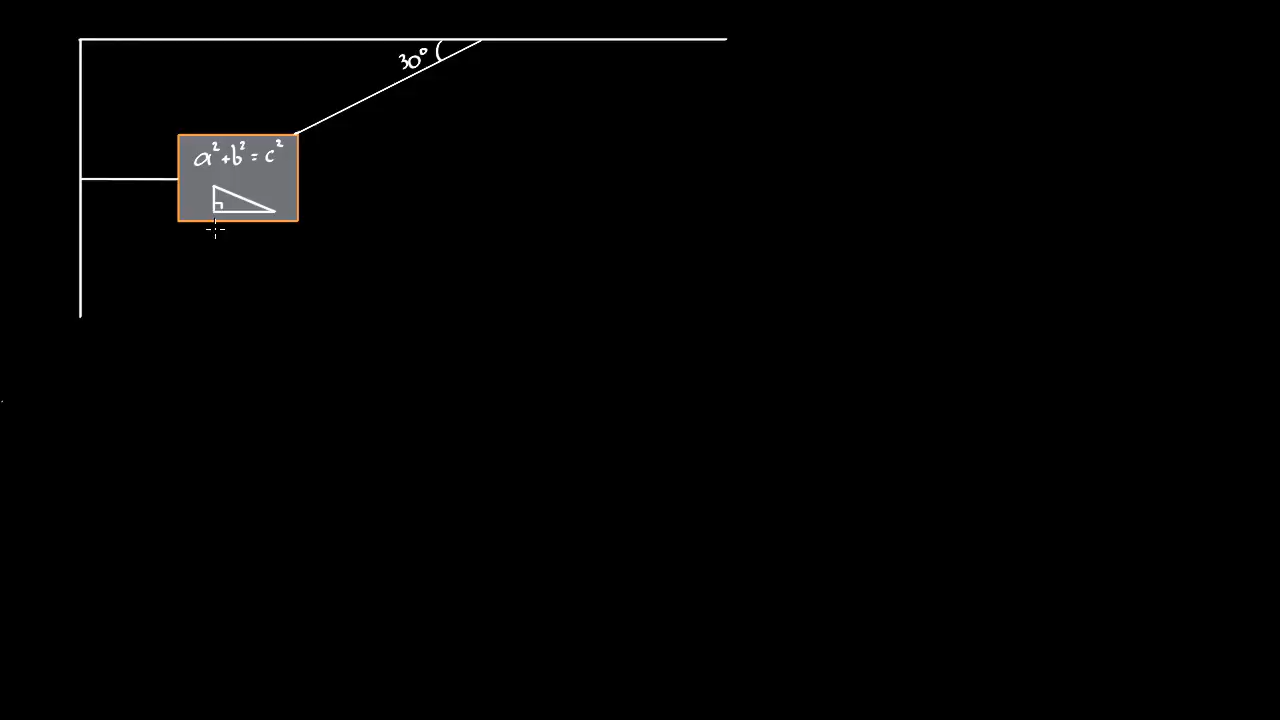 30°
a² + b² = c²